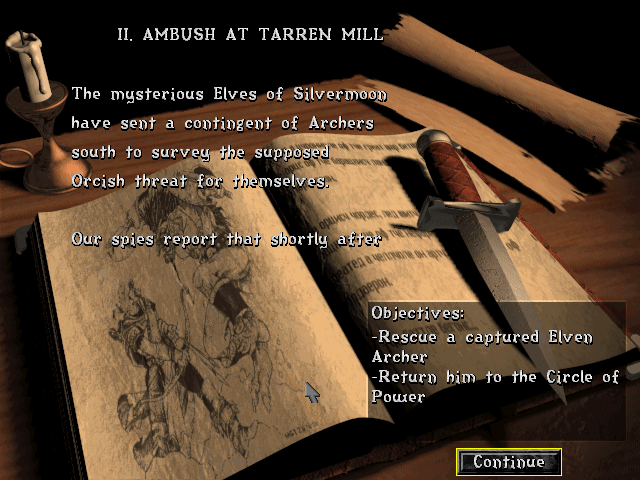 II. AMBUSH AT TARREN MILL
The mysterious Elves of Silvermoon
have sent a contingent of Archers
south to survey the supposed
Orcish threat for themselves.
Our spies report that shortly after
Objectives:
-Rescue a captured Elven
Archer
-Return him to the Circle of
Power
Continue